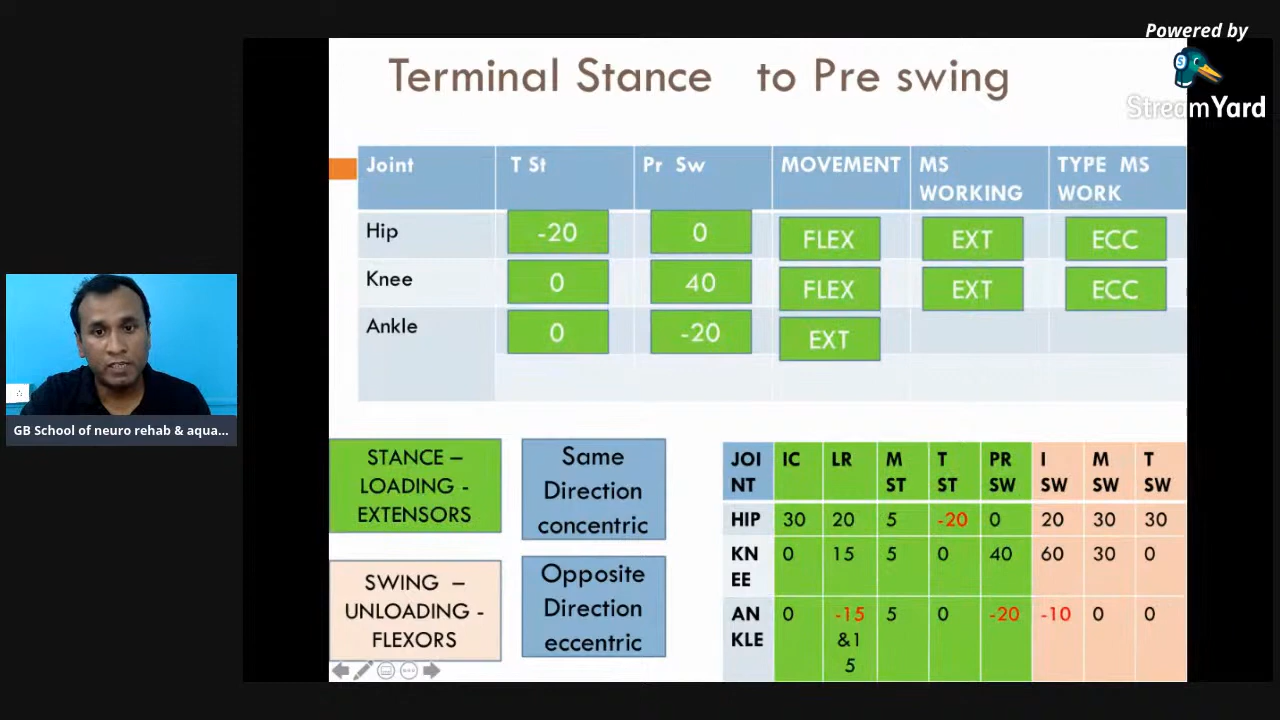 Powered by
StreamYard
Terminal Stance to Pre swing
Joint T St Pr Sw MOVEMENT MS WORKING TYPE MS WORK
Hip -20 0 FLEX EXT ECC
Knee 0 40 FLEX EXT ECC
Ankle 0 -20 EXT
GB School of neuro rehab & aqua...
STANCE –
LOADING -
EXTENSORS
Same
Direction
concentric
SWING –
UNLOADING -
FLEXORS
Opposite
Direction
eccentric
JOI NT IC LR M ST T ST PR SW I SW M SW T SW
HIP 30 20 5 -20 0 20 30 30
KN EE 0 15 5 0 40 60 30 0
AN KLE 0 -15 &1 5 5 0 -20 -10 0 0